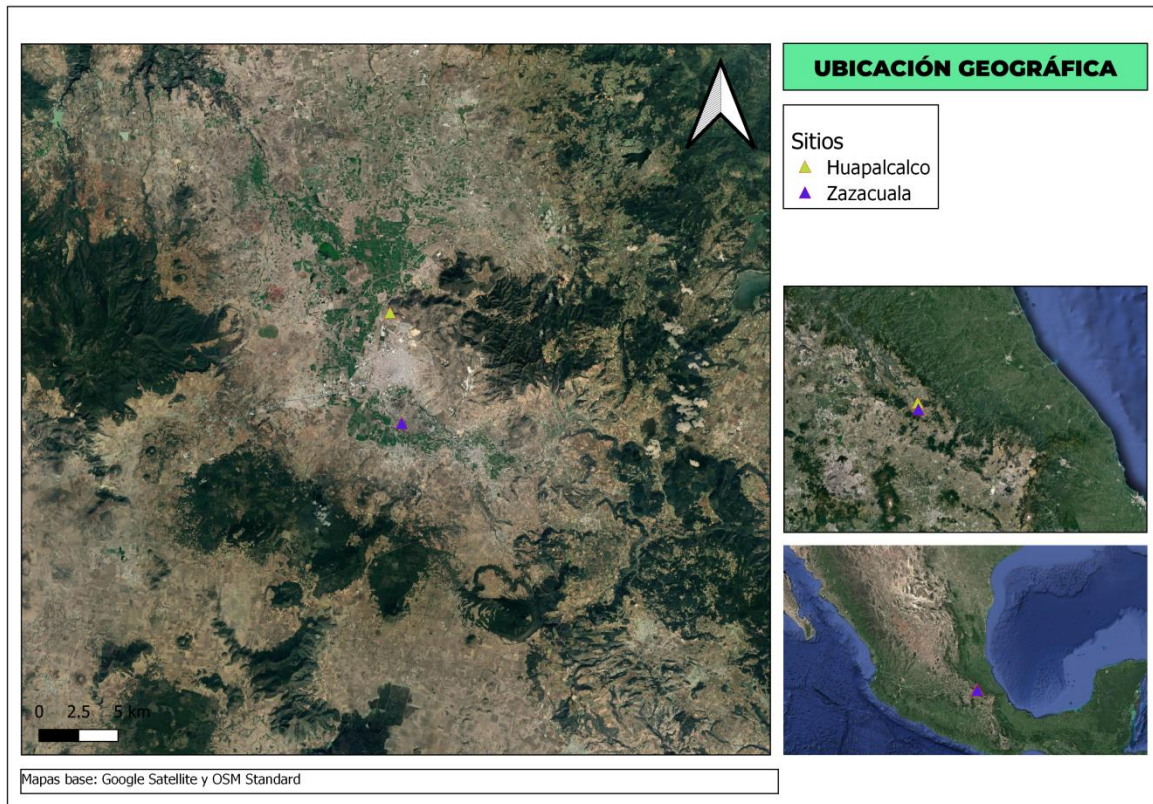 UBICACIÓN GEOGRÁFICA
Sitios
Huapalcalco
Zazacuala
0 2.5 5 km
Mapas base: Google Satellite y OSM Standard